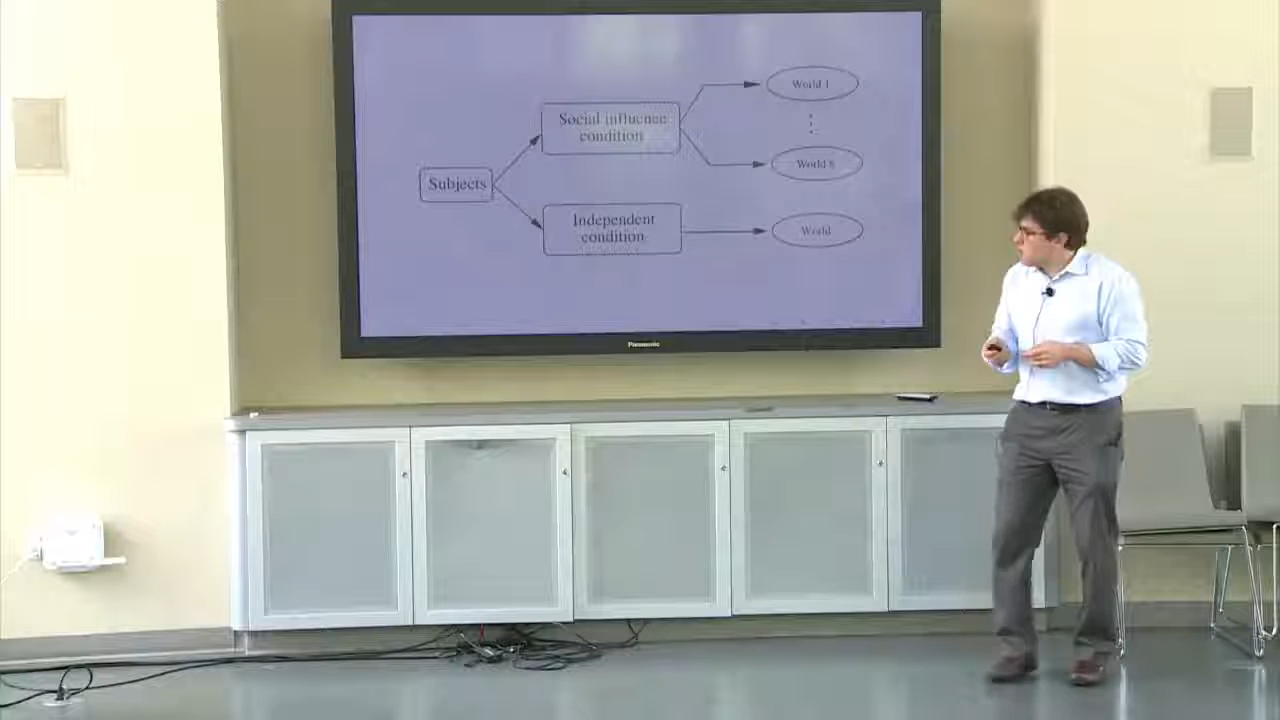 World 1
Social influence
condition
World 8
Subjects
Independent
condition
World
Panasonic